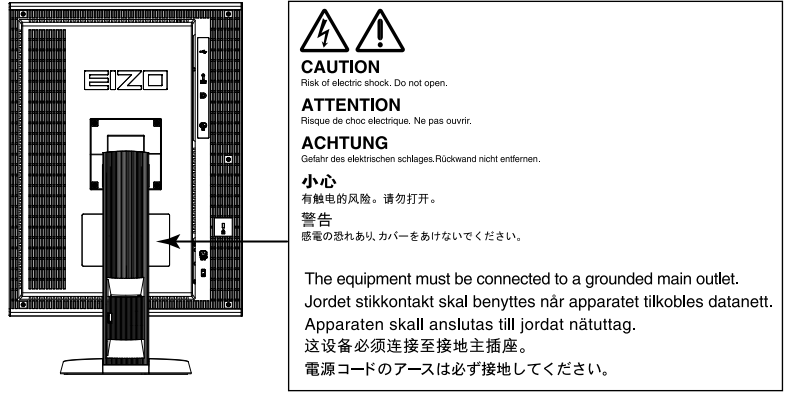 EIZO
CAUTION
Risk of electric shock. Do not open.
ATTENTION
Risque de choc electrique. Ne pas ouvrir.
ACHTUNG
Gefahr des elektrischen schlages.Rückwand nicht entfernen.
小心
有触电的风险。请勿打开。
警告
感電の恐れあり、カバーをあけないでください。
The equipment must be connected to a grounded main outlet.
Jordet stikkontakt skal benyttes når apparatet tilkobles datanett.
Apparaten skall anslutas till jordat nätuttag.
这设备必须连接至接地主插座。
電源コードのアースは必ず接地してください。